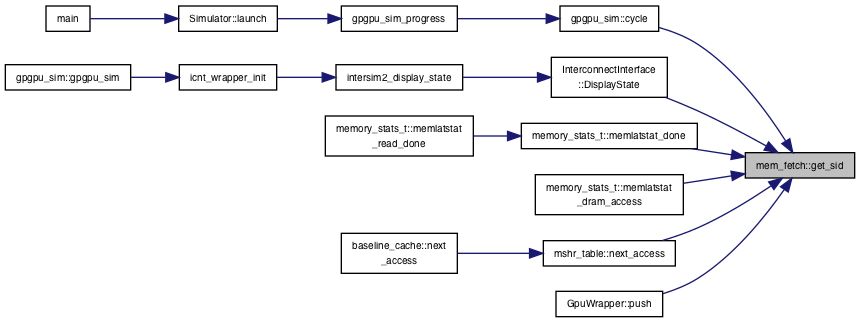 main
Simulator::launch
gpgpu_sim_progress
gpgpu_sim::cycle
gpgpu_sim::gpgpu_sim
icnt_wrapper_init
intersim2_display_state
InterconnectInterface
::DisplayState
memory_stats_t::memlatstat
_read_done
memory_stats_t::memlatstat_done
mem_fetch::get_sid
memory_stats_t::memlatstat
_dram_access
baseline_cache::next
_access
mshr_table::next_access
GpuWrapper::push